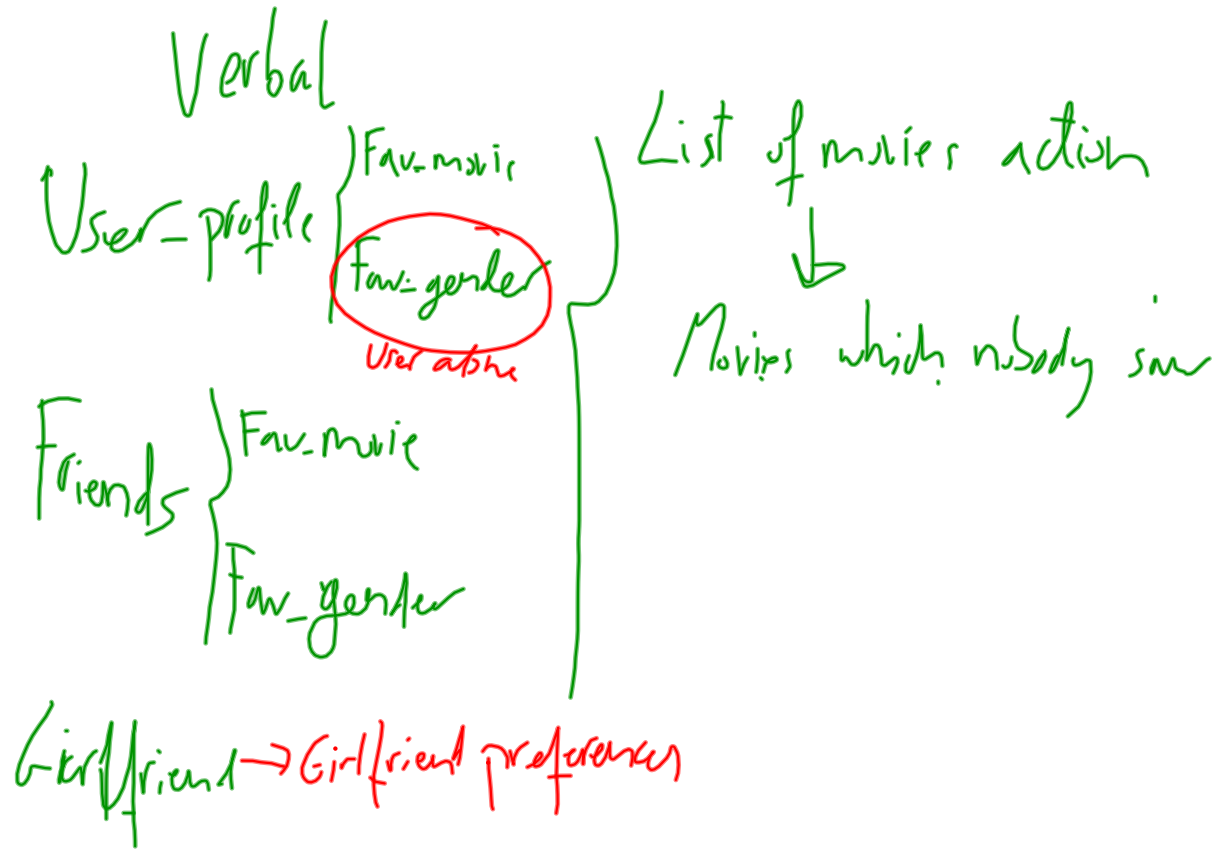 Verbal
User_profile
Fav_movie
Fav_gender
User alone
Friends
Fav_movie
Fav_gender
Girlfriend → Girlfriend preferences
List of movies action
Movies which nobody saw